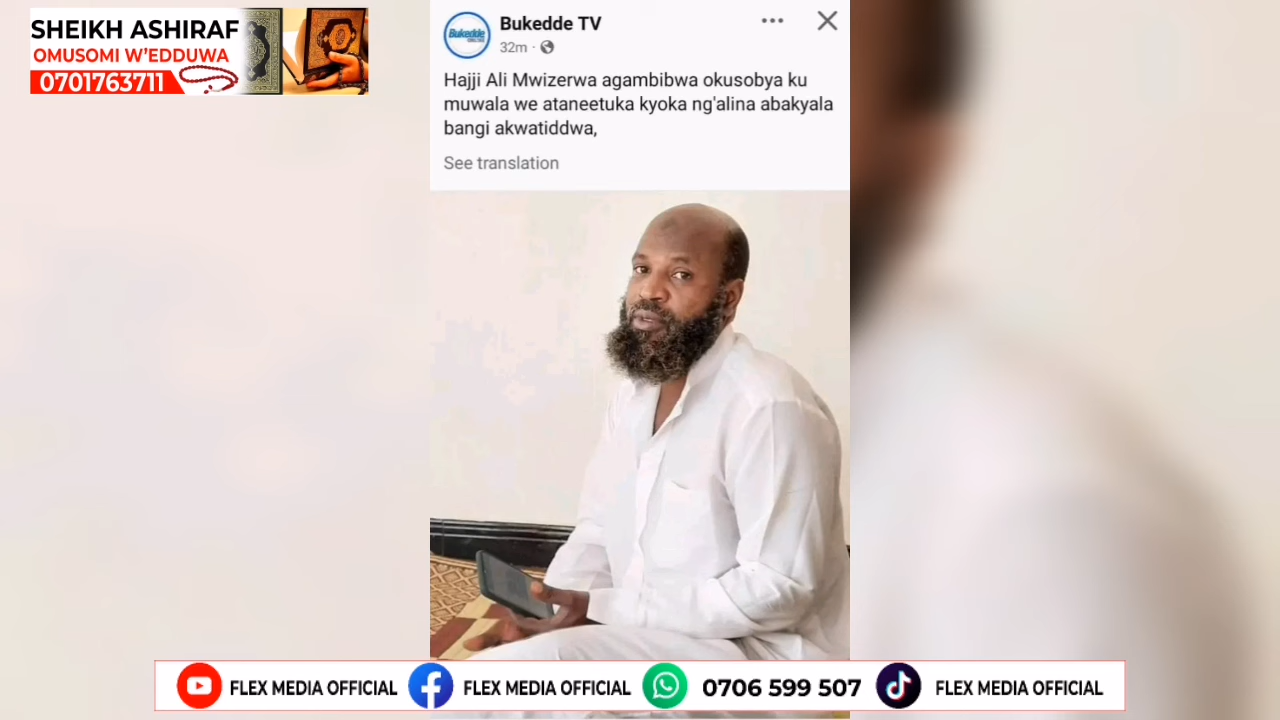 SHEIKH ASHIRAF
OMUSOMI W'EDDUWA
0701763711
Bukedde TV
32m ·
Hajji Ali Mwizerwa agambibwa okusobya ku
muwala we ataneetuka kyoka ng'alina abakyala
bangi akwatiddwa,
See translation
FLEX MEDIA OFFICIAL
FLEX MEDIA OFFICIAL
0706 599 507
FLEX MEDIA OFFICIAL